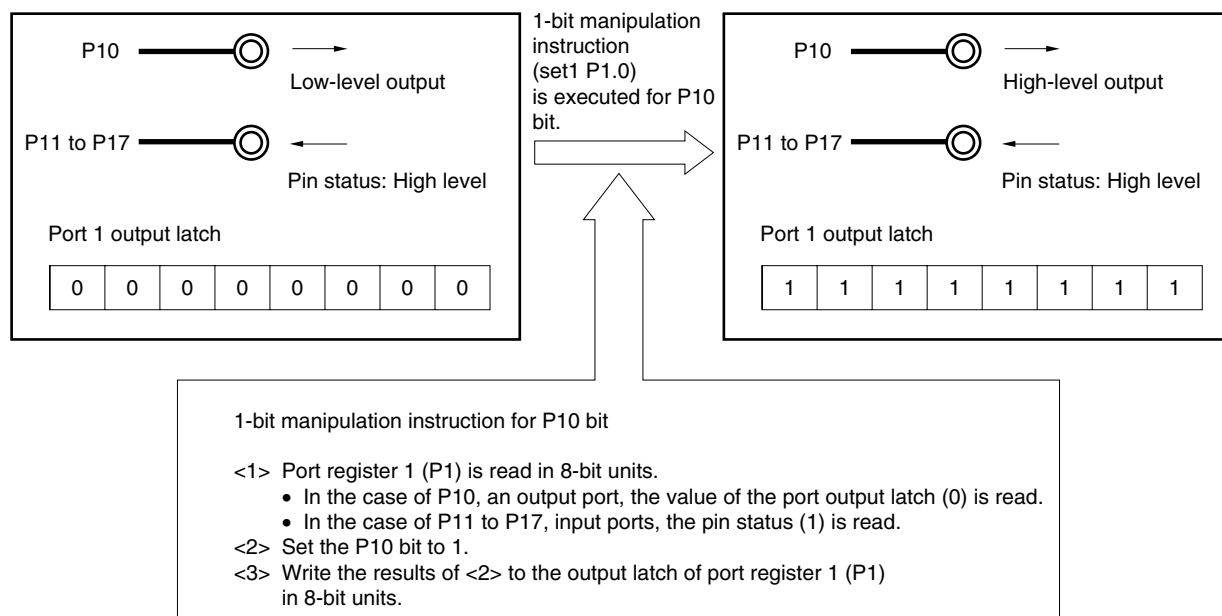 P10
Low-level output
P11 to P17
Pin status: High level
Port 1 output latch
0 0 0 0 0 0 0 0
1-bit manipulation
instruction
(set1 P1.0)
is executed for P10
bit.
P10
High-level output
P11 to P17
Pin status: High level
Port 1 output latch
1 1 1 1 1 1 1 1
1-bit manipulation instruction for P10 bit
<1> Port register 1 (P1) is read in 8-bit units.
• In the case of P10, an output port, the value of the port output latch (0) is read.
• In the case of P11 to P17, input ports, the pin status (1) is read.
<2> Set the P10 bit to 1.
<3> Write the results of <2> to the output latch of port register 1 (P1)
in 8-bit units.